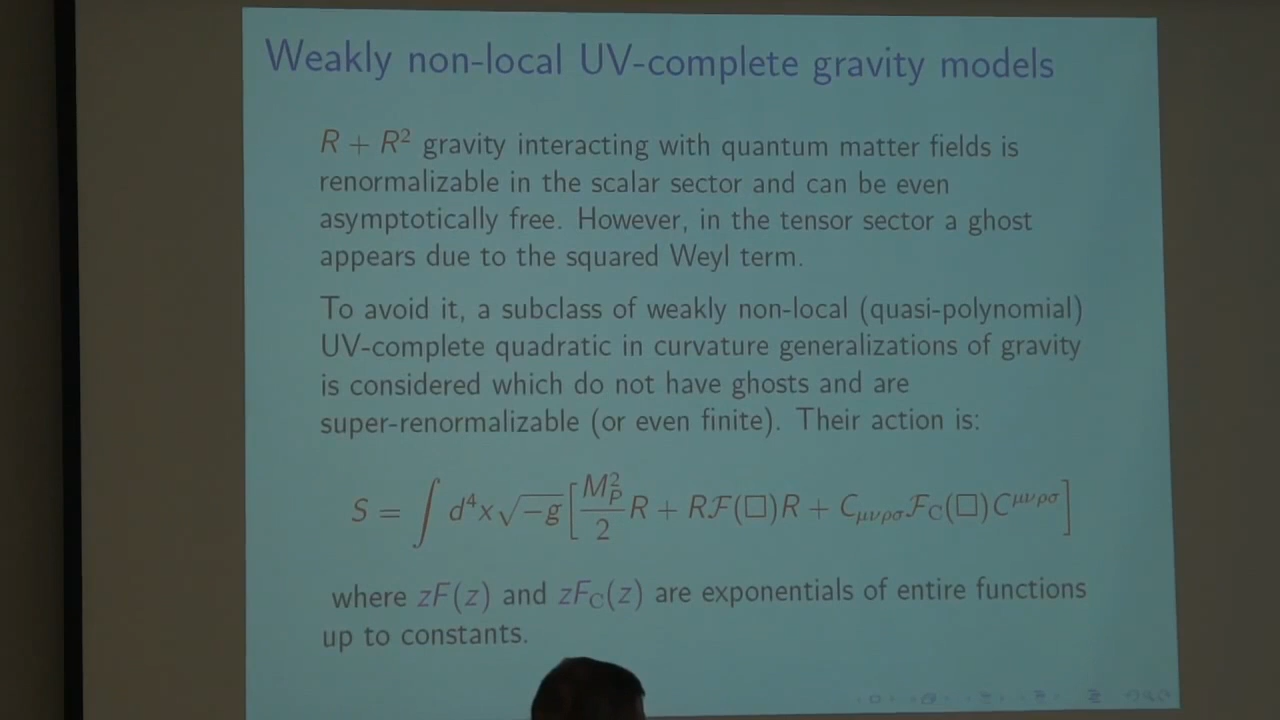 Weakly non-local UV-complete gravity models
R + R² gravity interacting with quantum matter fields is
renormalizable in the scalar sector and can be even
asymptotically free. However, in the tensor sector a ghost
appears due to the squared Weyl term.
To avoid it, a subclass of weakly non-local (quasi-polynomial)
UV-complete quadratic in curvature generalizations of gravity
is considered which do not have ghosts and are
super-renormalizable (or even finite). Their action is:
S = ∫ d⁴x√−g [ M_P²/2 R + Rℱ(□)R + C_{μνρσ}ℱ_C(□)C^{μνρσ} ]
where zF(z) and zF_C(z) are exponentials of entire functions
up to constants.